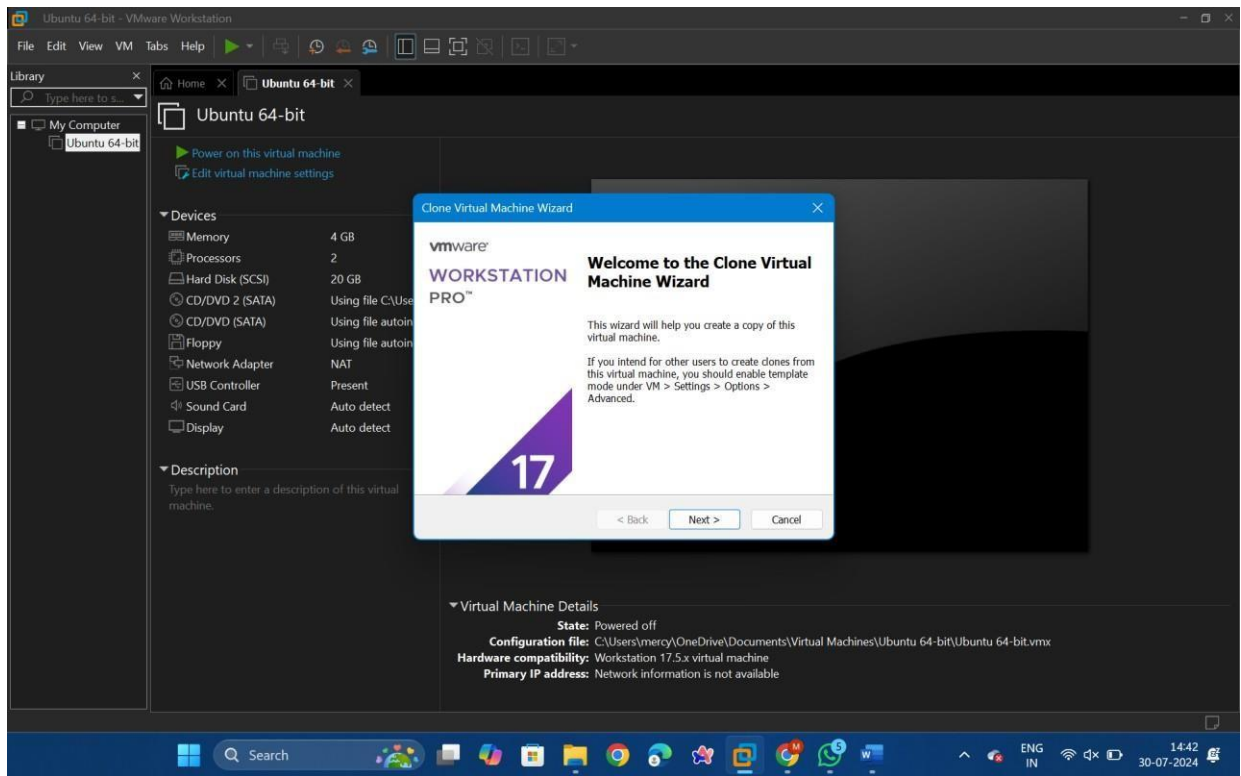 Ubuntu 64-bit - VMware Workstation
File Edit View VM Tabs Help
Library
Type here to s...
My Computer
Ubuntu 64-bit
Home
Ubuntu 64-bit
Ubuntu 64-bit
Power on this virtual machine
Edit virtual machine settings
Devices
Memory 4 GB
Processors 2
Hard Disk (SCSI) 20 GB
CD/DVD 2 (SATA) Using file C:\Use
CD/DVD (SATA) Using file autoin
Floppy Using file autoin
Network Adapter NAT
USB Controller Present
Sound Card Auto detect
Display Auto detect
Description
Type here to enter a description of this virtual
machine.
Clone Virtual Machine Wizard
vmware
WORKSTATION
PRO™
17
Welcome to the Clone Virtual
Machine Wizard
This wizard will help you create a copy of this
virtual machine.
If you intend for other users to create clones from
this virtual machine, you should enable template
mode under VM > Settings > Options >
Advanced.
< Back Next > Cancel
Virtual Machine Details
State: Powered off
Configuration file: C:\Users\mercy\OneDrive\Documents\Virtual Machines\Ubuntu 64-bit\Ubuntu 64-bit.vmx
Hardware compatibility: Workstation 17.5.x virtual machine
Primary IP address: Network information is not available
Search
5
ENG
IN
14:42
30-07-2024